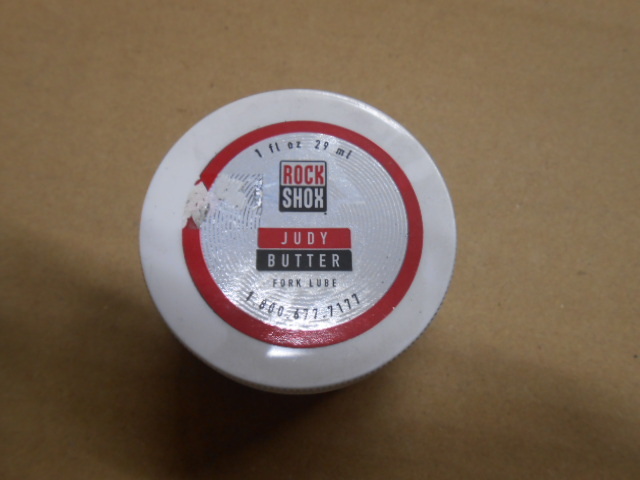 1 fl oz 29 ml
ROCK
SHOX
JUDY
BUTTER
FORK LUBE
1.800.677.7177